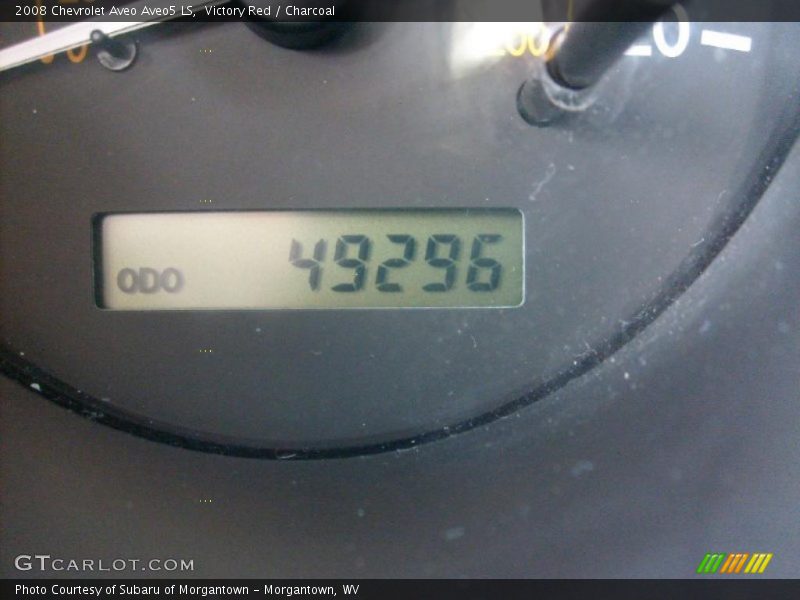 2008 Chevrolet Aveo Aveo5 LS, Victory Red / Charcoal
0
ODO 49296
GTCARLOT.COM
Photo Courtesy of Subaru of Morgantown - Morgantown, WV